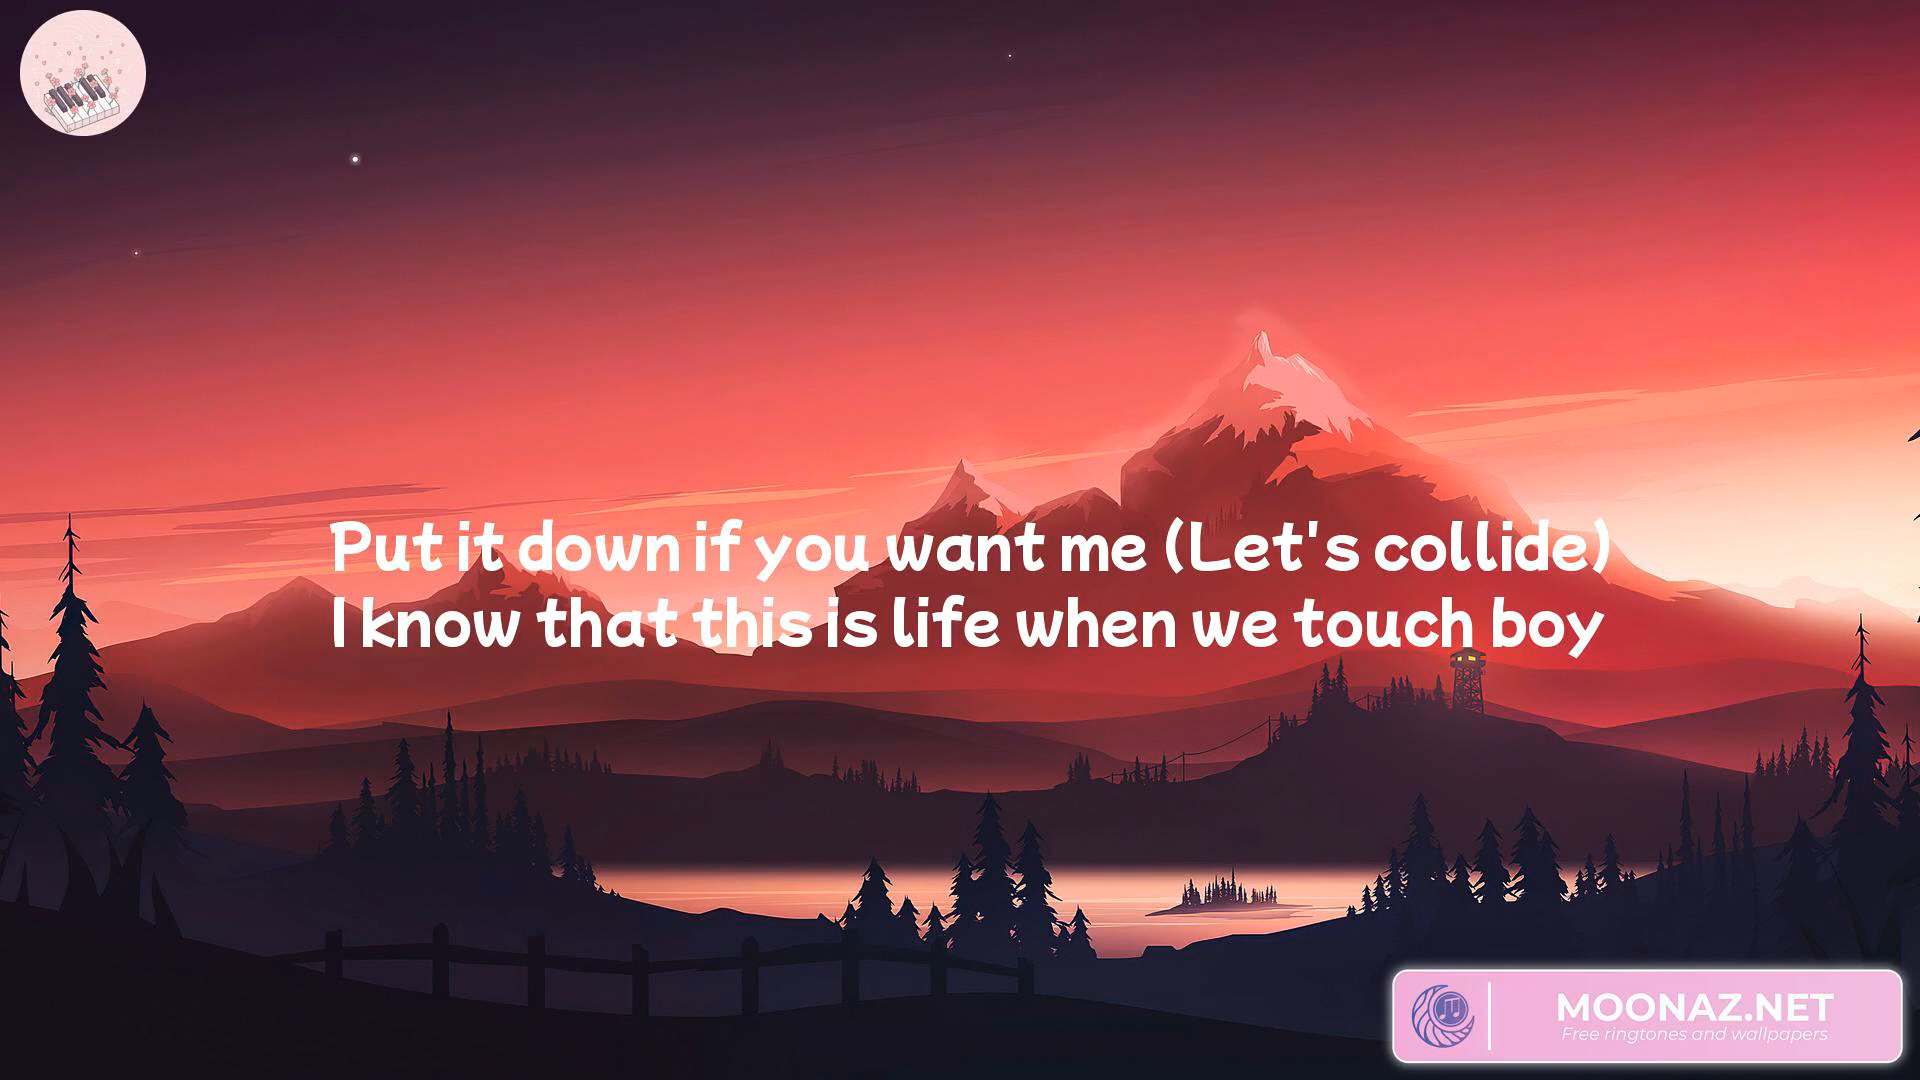 Put it down if you want me (Let's collide)
I know that this is life when we touch boy
MOONAZ.NET
Free ringtones and wallpapers